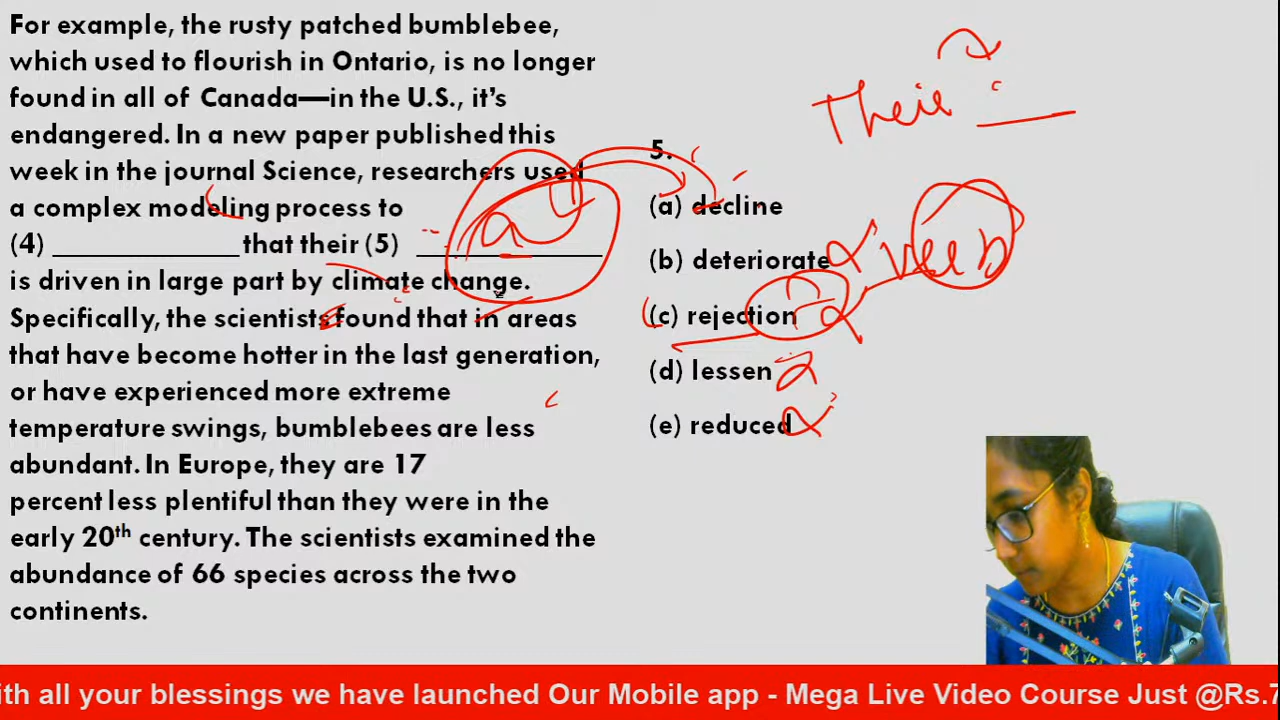 For example, the rusty patched bumblebee,
which used to flourish in Ontario, is no longer
found in all of Canada—in the U.S., it's
endangered. In a new paper published this
week in the journal Science, researchers used
a complex modeling process to
(4) ______________ that their (5) ______________
is driven in large part by climate change.
Specifically, the scientists found that in areas
that have become hotter in the last generation,
or have experienced more extreme
temperature swings, bumblebees are less
abundant. In Europe, they are 17
percent less plentiful than they were in the
early 20th century. The scientists examined the
abundance of 66 species across the two
continents.
a
Their ____
5.
(a) decline
(b) deteriorate
verb
(c) rejection
(d) lessen
(e) reduced
ith all your blessings we have launched Our Mobile app - Mega Live Video Course Just @Rs.7